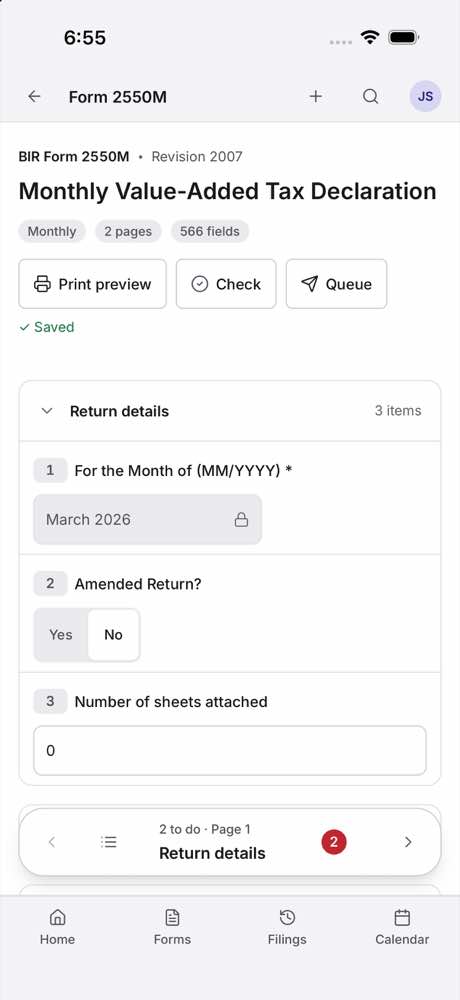 6:55
Form 2550M
JS
BIR Form 2550M • Revision 2007
Monthly Value-Added Tax Declaration
Monthly 2 pages 566 fields
Print preview Check Queue
Saved
Return details 3 items
1 For the Month of (MM/YYYY) *
March 2026
2 Amended Return?
Yes No
3 Number of sheets attached
0
2 to do · Page 1
Return details
2
Home Forms Filings Calendar